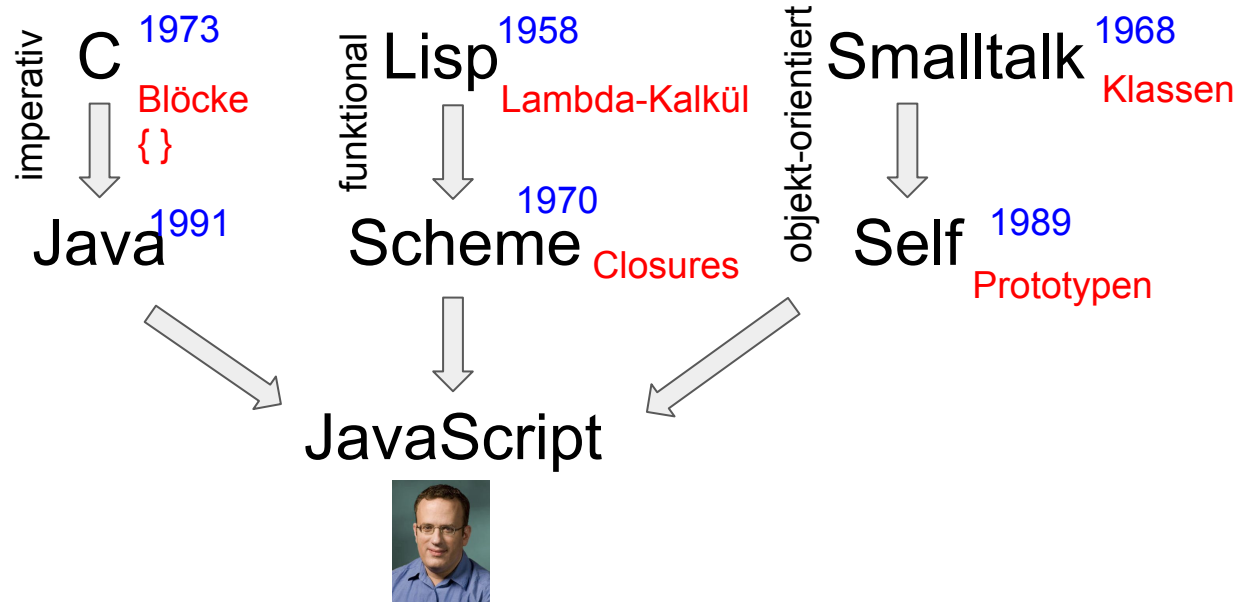 imperativ
C
1973
Blöcke
{ }
Java
1991
funktional
Lisp
1958
Lambda-Kalkül
Scheme
1970
Closures
objekt-orientiert
Smalltalk
1968
Klassen
Self
1989
Prototypen
JavaScript